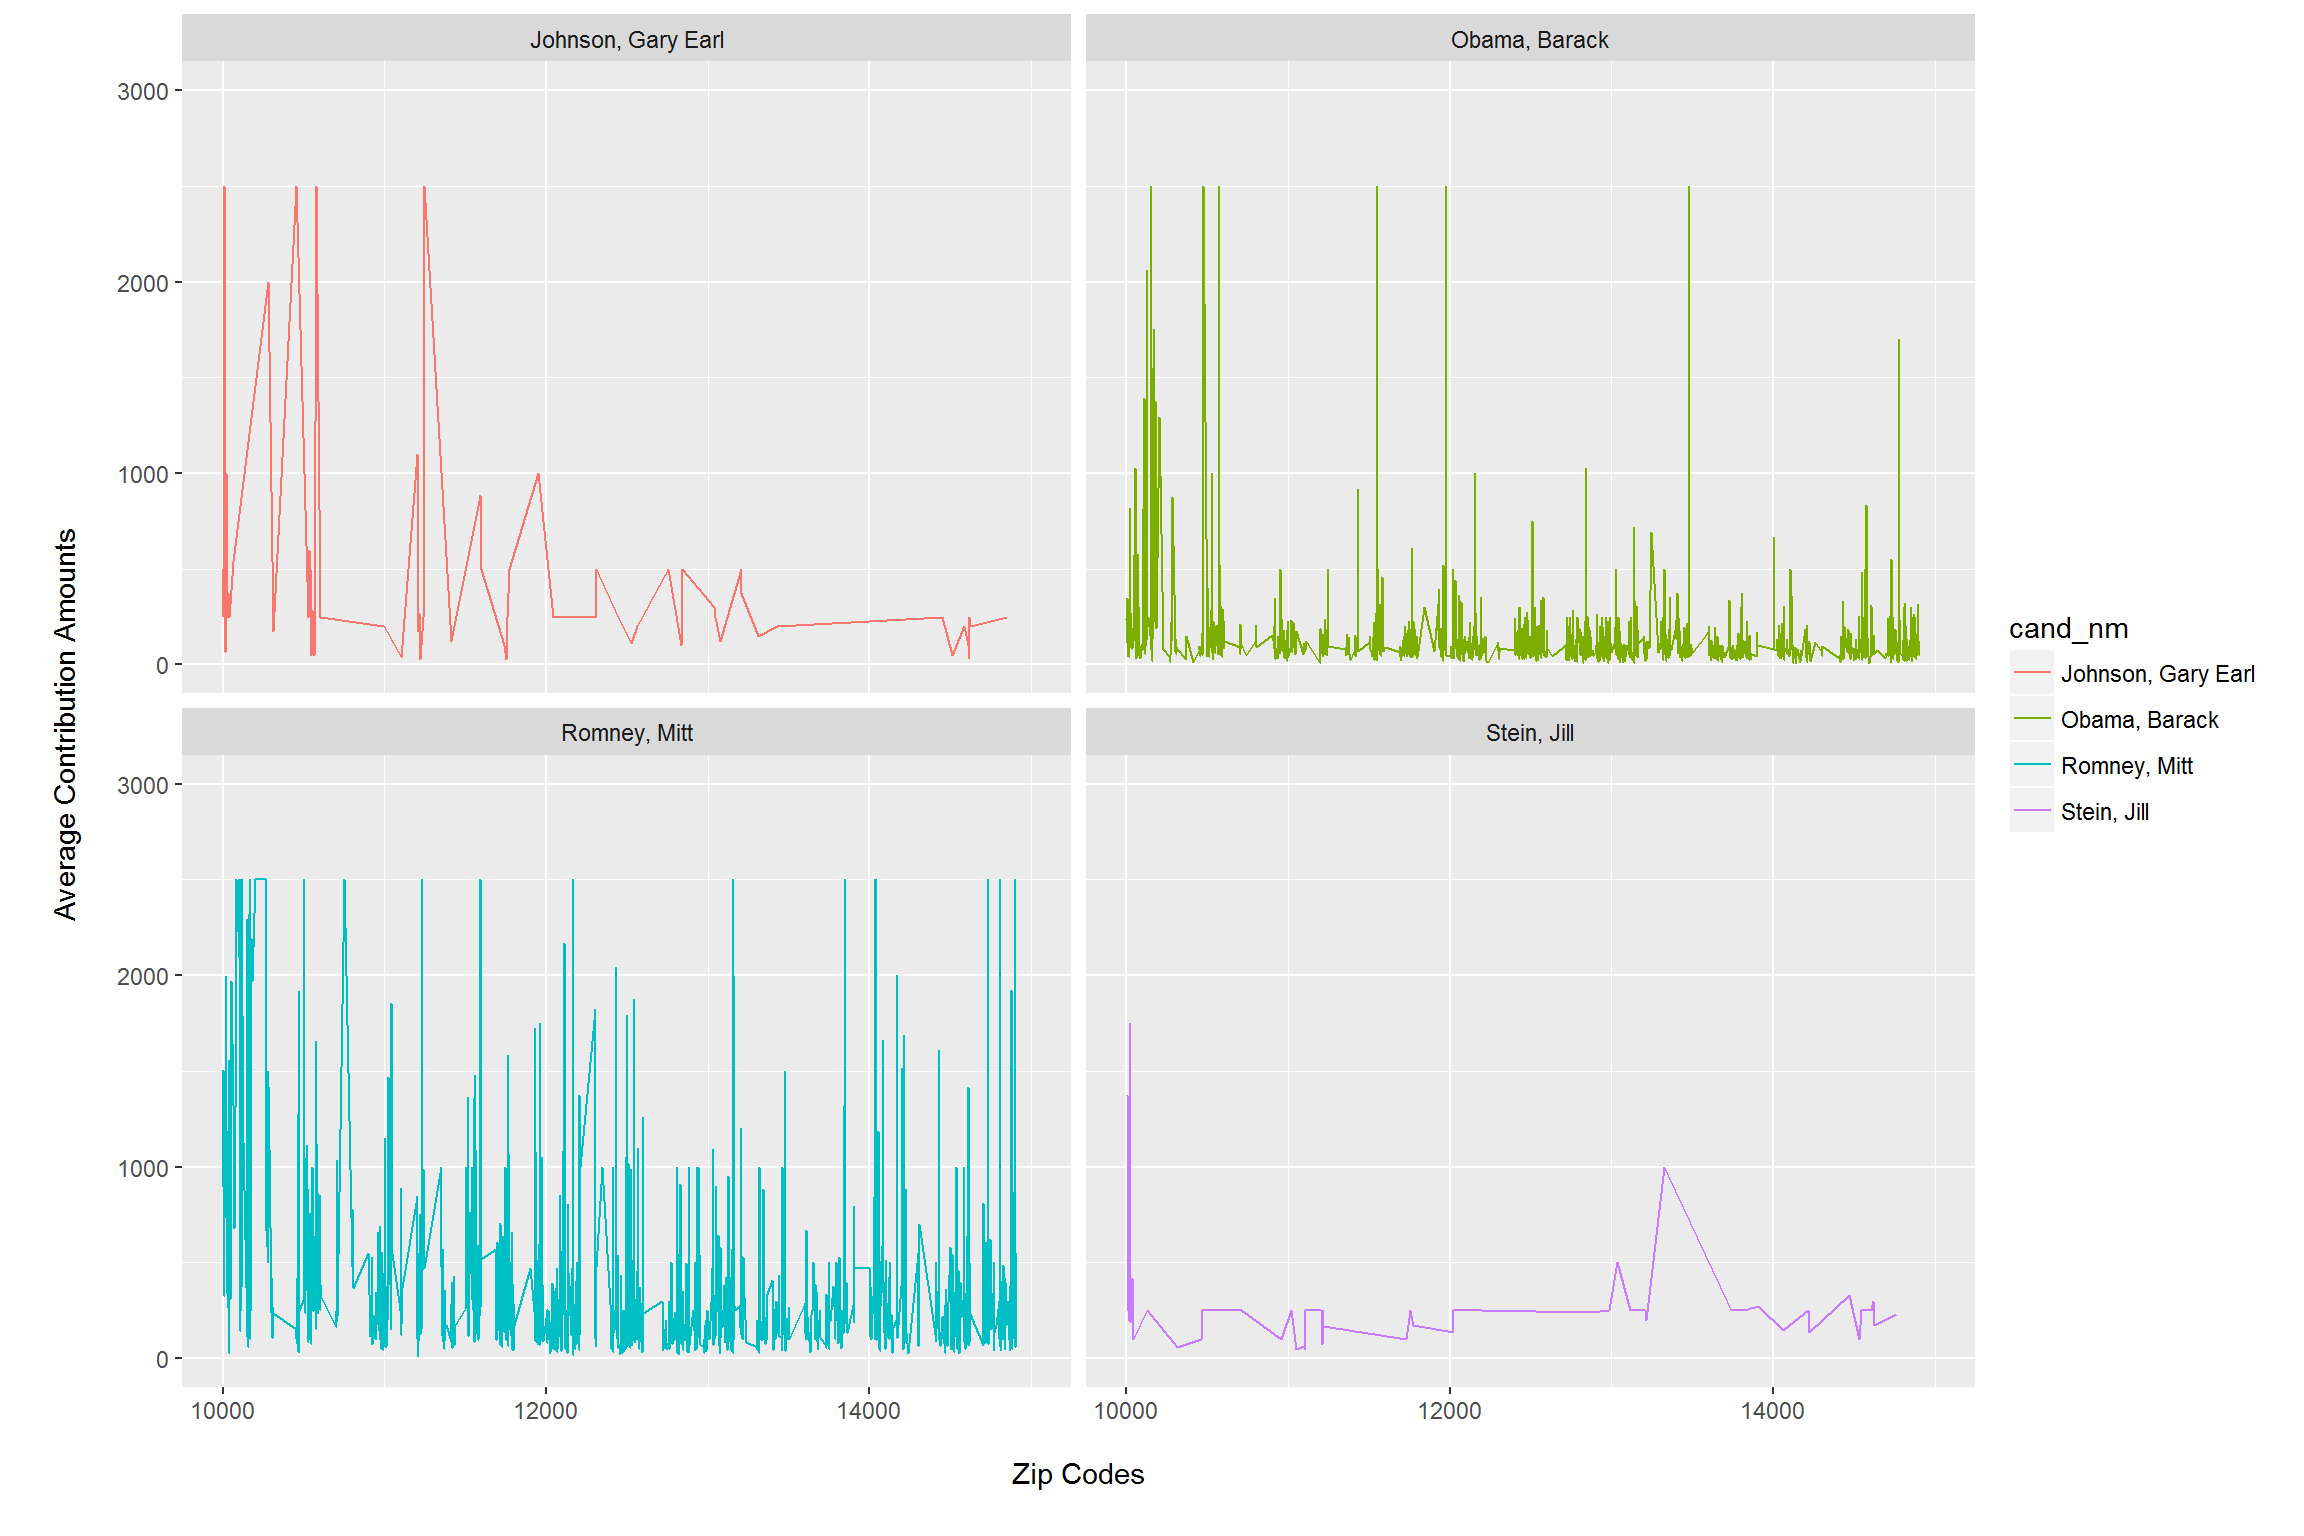 Johnson, Gary Earl
Obama, Barack
3000
2000
1000
0
Romney, Mitt
Stein, Jill
3000
2000
1000
0
10000
12000
14000
10000
12000
14000
Zip Codes
Average Contribution Amounts
cand_nm
Johnson, Gary Earl
Obama, Barack
Romney, Mitt
Stein, Jill